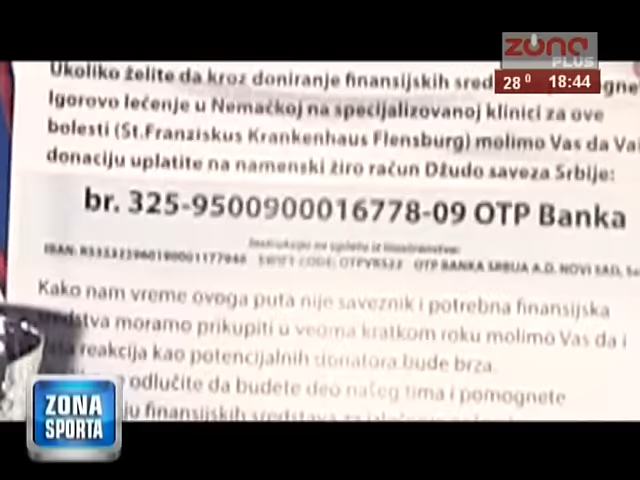 zona
PLUS
28° 18:44
Ukoliko želite da kroz doniranje finansijskih
Igorovo lečenje u Nemačkoj na specijalizovanoj klinici za ove
bolesti (St.Franziskus Krankenhaus Flensburg) molimo Vas da
donaciju uplatite na namenski žiro račun Džudo saveza Srbije:
br. 325-9500900016778-09 OTP Banka
SWIFT CODE: OTPVRS22 OTP BANKA SRBIJA A.D. NOVI SAD,
Kako nam vreme ovoga puta nije saveznik i potrebna finansijska
moramo prikupiti u veoma kratkom roku molimo Vas da i
reakcija kao potencijalnih donatora bude brza.
odlučite da budete deo našeg tima i pomognete
finansijskih sredstava za
ZONA
SPORTA